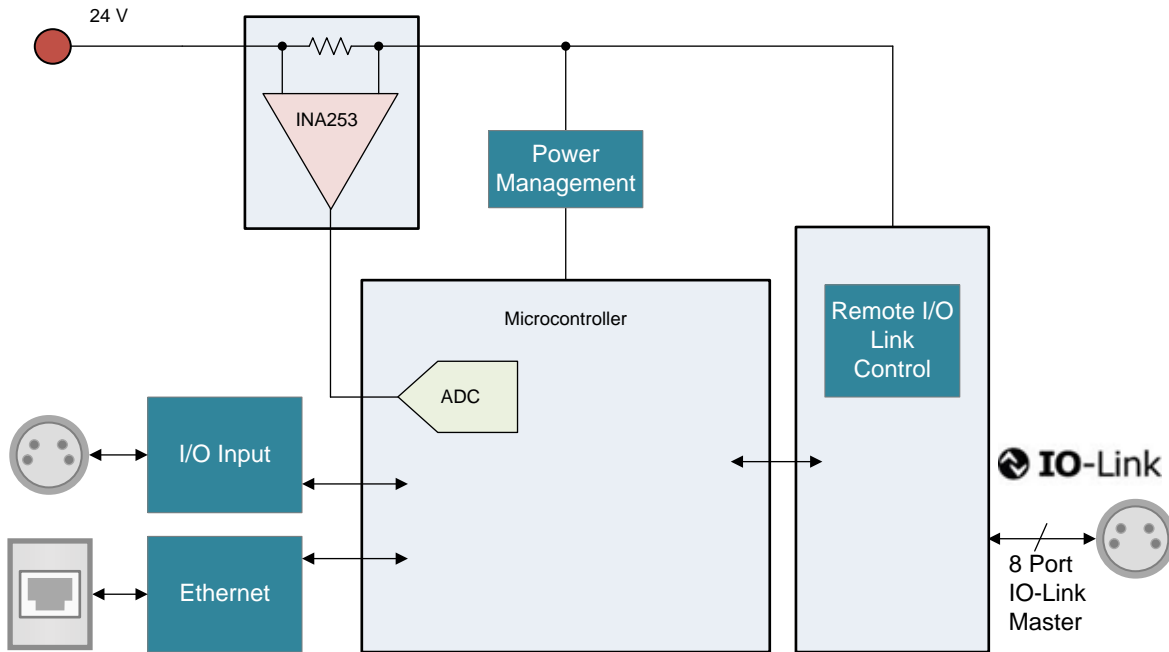 24 V
INA253
Power
Management
Microcontroller
Remote I/O
Link
Control
ADC
I/O Input
IO-Link
Ethernet
8 Port
IO-Link
Master